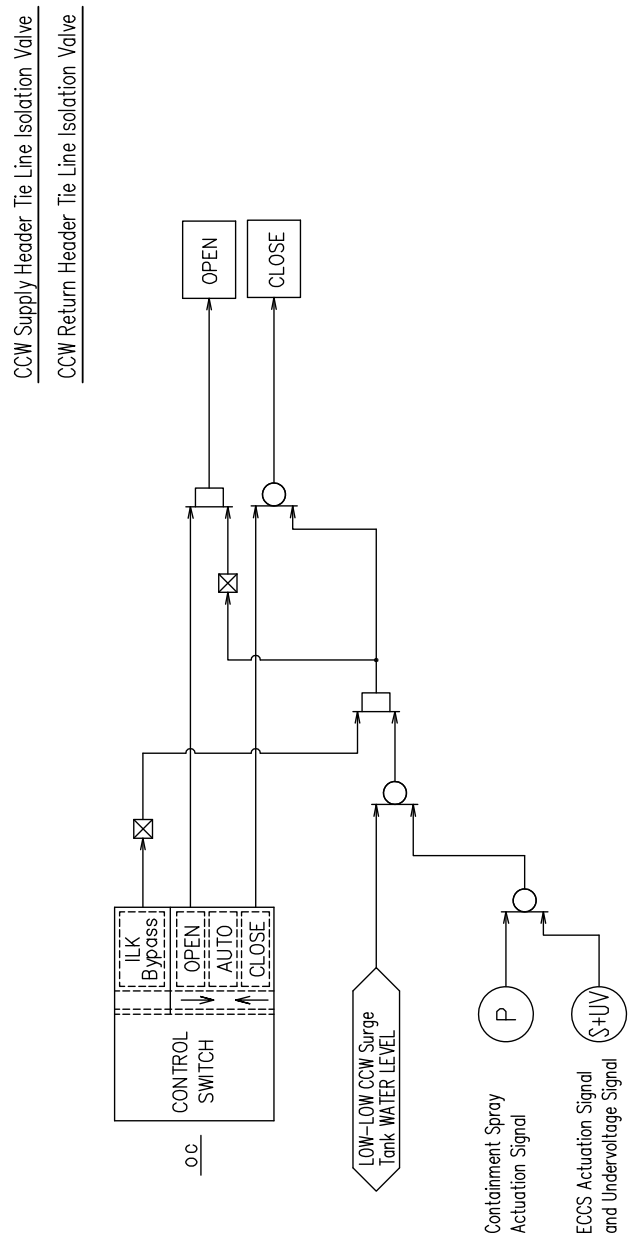 CCW Supply Header Tie Line Isolation Valve
CCW Return Header Tie Line Isolation Valve
OPEN
CLOSE
O C
CONTROL
SWITCH
ILK
Bypass
OPEN
AUTO
CLOSE
LOW-LOW CCW Surge
Tank WATER LEVEL
Containment Spray
Actuation Signal
P
ECCS Actuation Signal
and Undervoltage Signal
S+UV